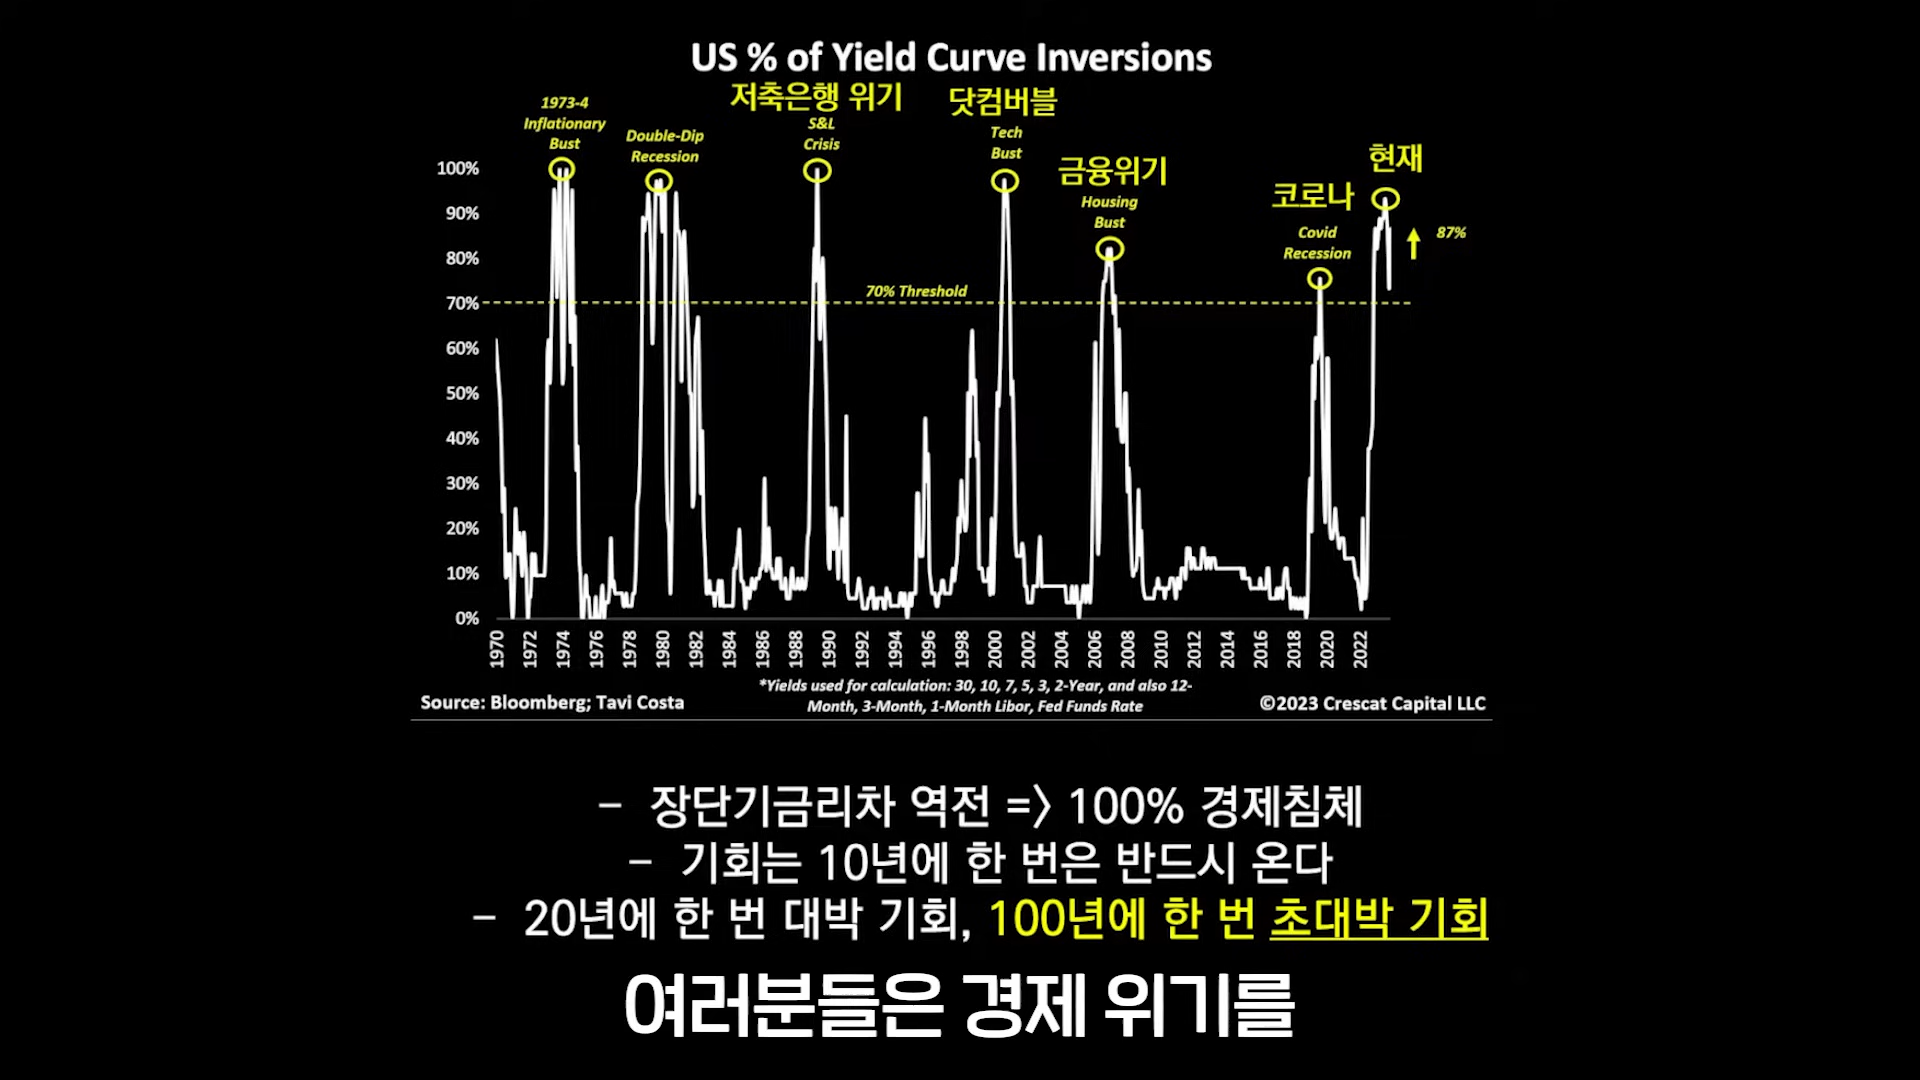 US % of Yield Curve Inversions
저축은행 위기
닷컴버블
1973-4
Inflationary
Bust
Double-Dip
Recession
S&L
Crisis
Tech
Bust
금융위기
Housing
Bust
코로나
Covid
Recession
현재
87%
70% Threshold
100%
90%
80%
70%
60%
50%
40%
30%
20%
10%
0%
1970
1972
1974
1976
1978
1980
1982
1984
1986
1988
1990
1992
1994
1996
1998
2000
2002
2004
2006
2008
2010
2012
2014
2016
2018
2020
2022
Source: Bloomberg; Tavi Costa
*Yields used for calculation: 30, 10, 7, 5, 3, 2-Year, and also 12-
Month, 3-Month, 1-Month Libor, Fed Funds Rate
©2023 Crescat Capital LLC
- 장단기금리차 역전 => 100% 경제침체
- 기회는 10년에 한 번은 반드시 온다
- 20년에 한 번 대박 기회, 100년에 한 번 초대박 기회
여러분들은 경제 위기를